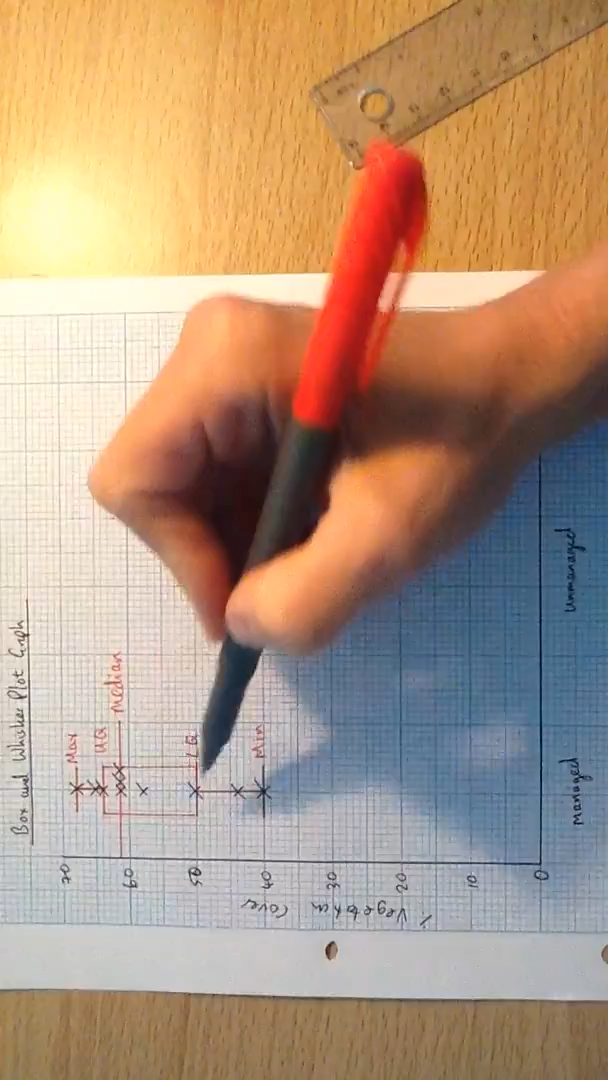 Box and Whisker Plot Graph
Max
UQ
median
LQ
Min
70
60
50
40
30
20
10
0
% Vegetation Cover
managed
unmanaged